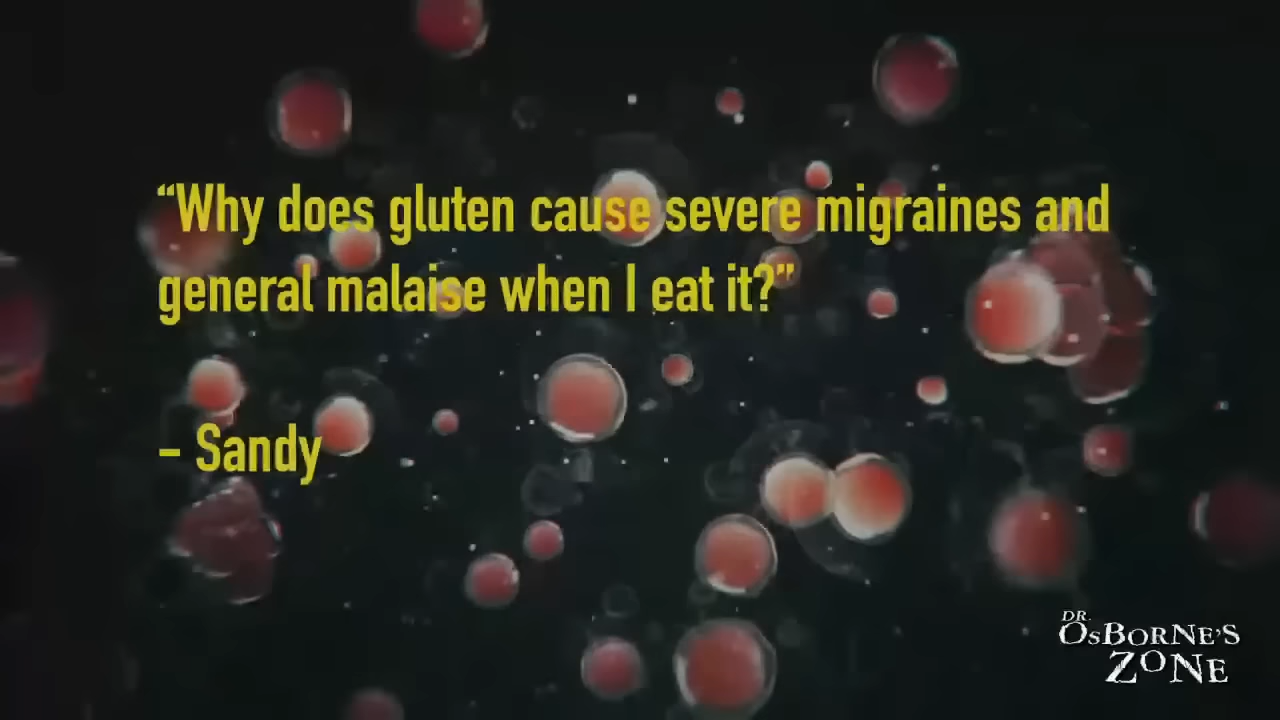 “Why does gluten cause severe migraines and
general malaise when I eat it?”
– Sandy
DR.
OSBORNE'S
ZONE